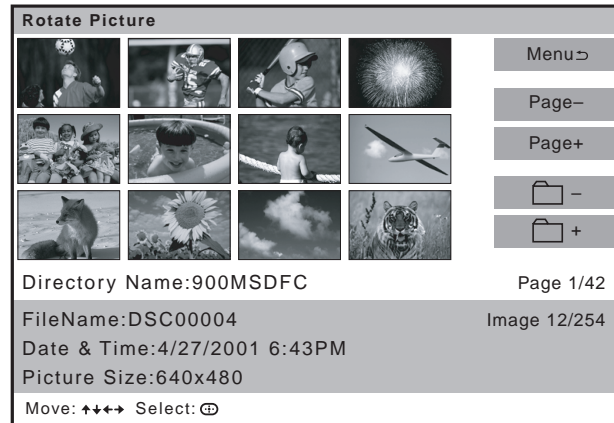 Rotate Picture
Menu
Page–
Page+
–
+
Directory Name:900MSDFC
Page 1/42
FileName:DSC00004
Image 12/254
Date & Time:4/27/2001 6:43PM
Picture Size:640x480
Move: ↑↓←→ Select: